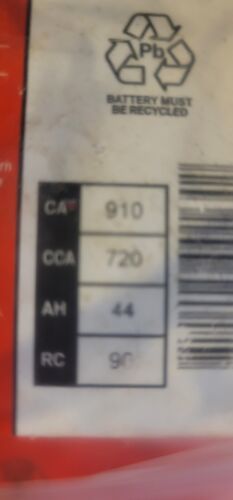 Pb
BATTERY MUST
BE RECYCLED
CA 910
CCA 720
AH 44
RC 90